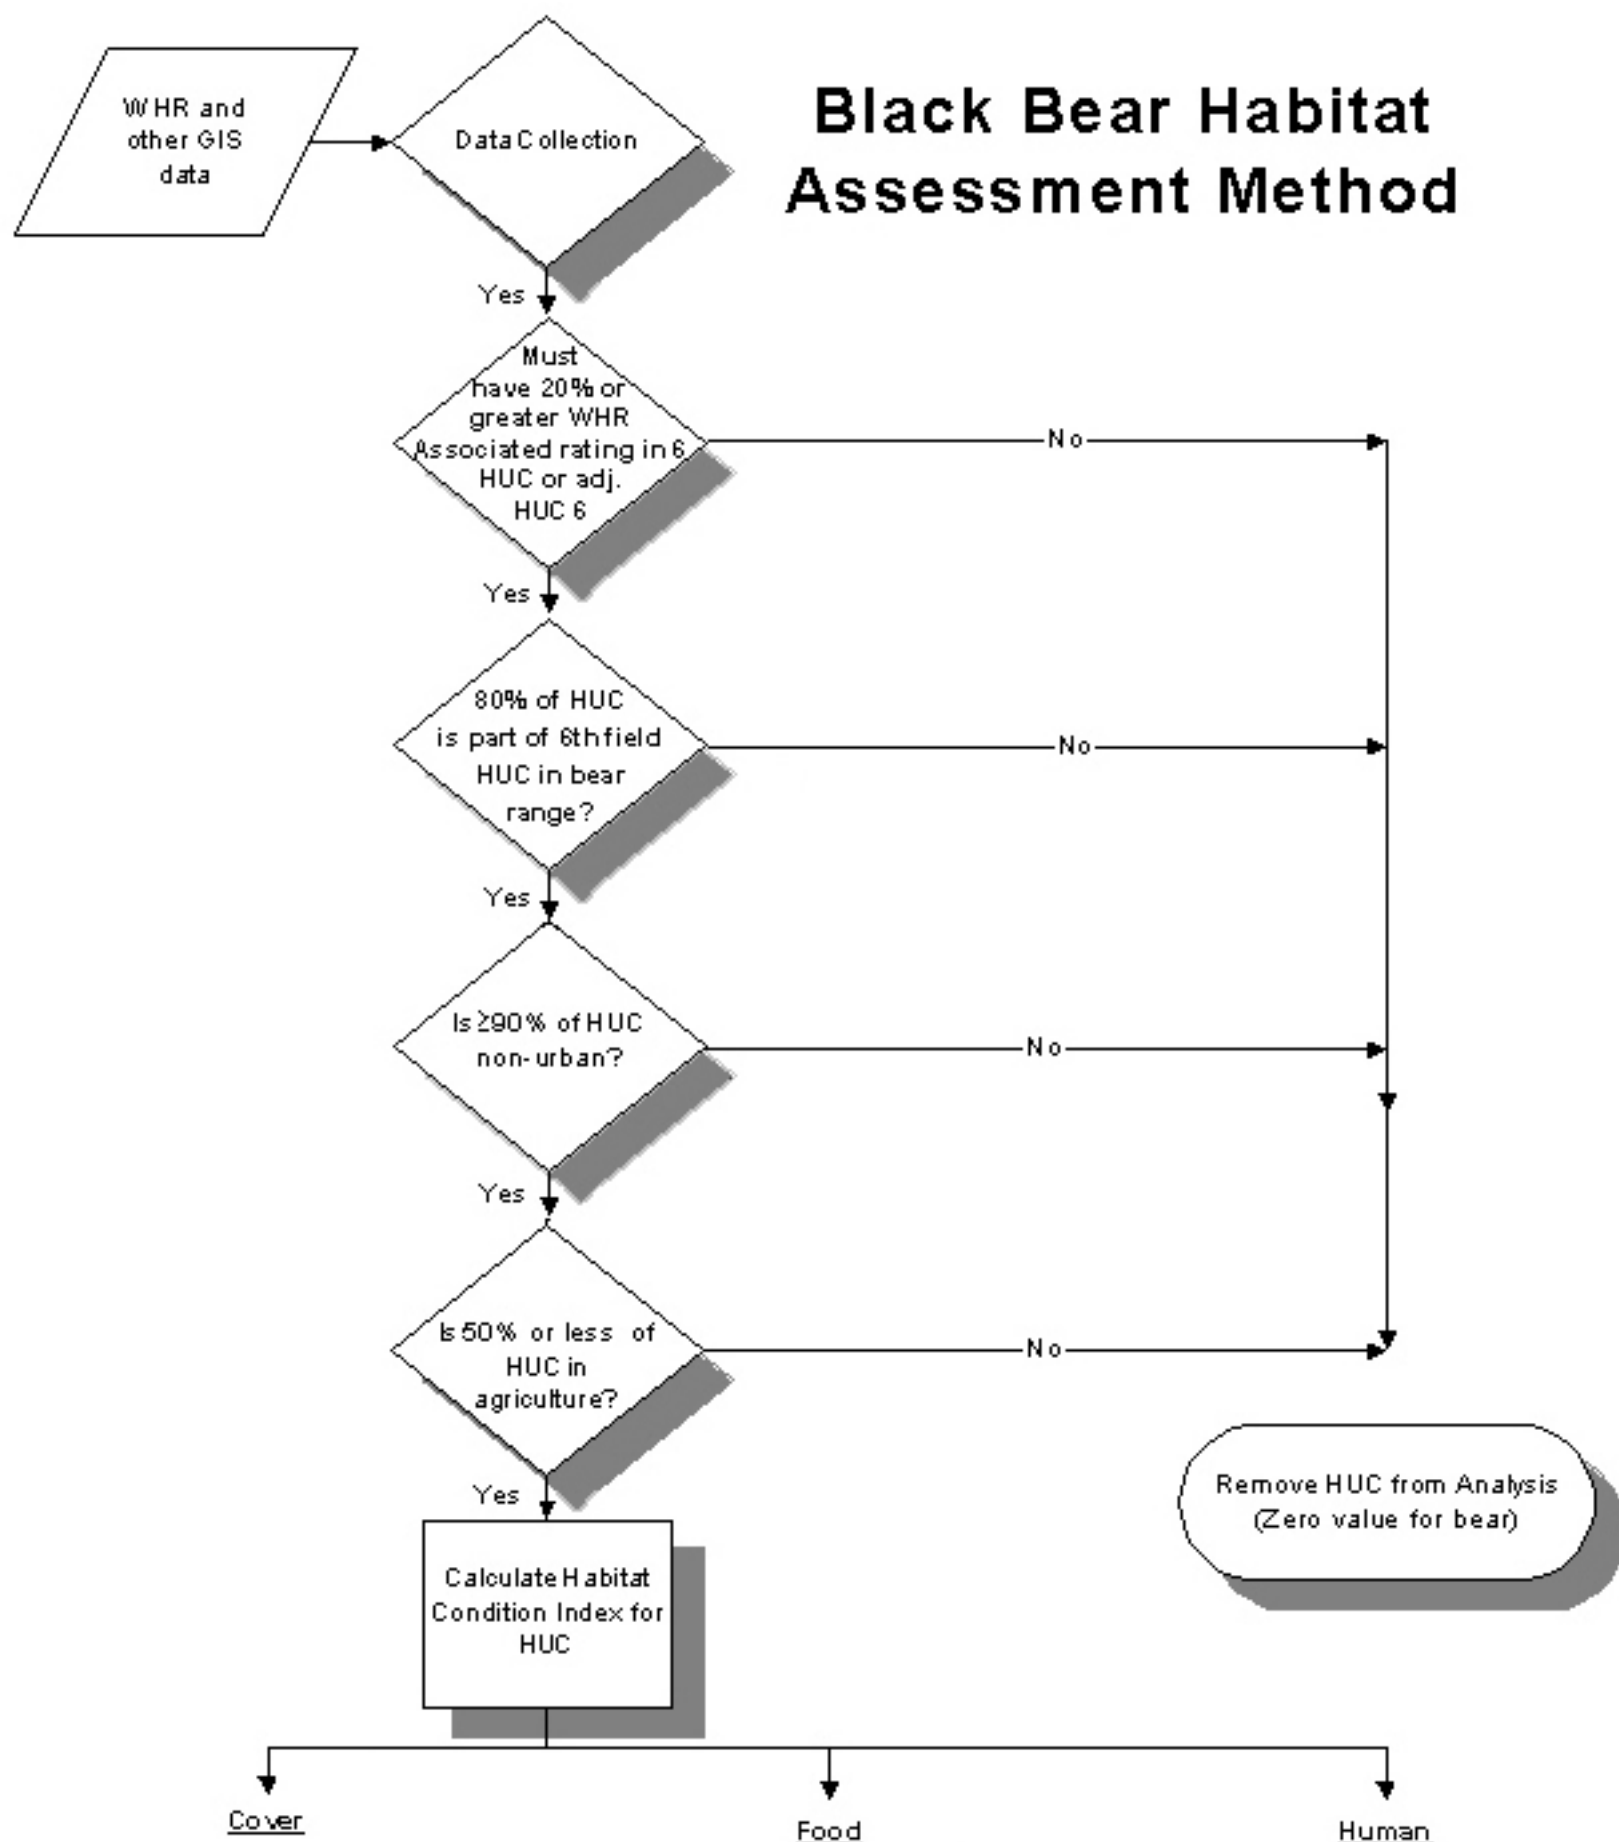 Black Bear Habitat
Assessment Method
WHR and
other GIS
data
Data Collection
Yes
Must
have 20% or
greater WHR
Associated rating in 6
HUC or adj.
HUC 6
No
Yes
80% of HUC
is part of 6th field
HUC in bear
range?
No
Yes
Is ≥90% of HUC
non-urban?
No
Yes
Is 50% or less of
HUC in
agriculture?
No
Yes
Remove HUC from Analysis
(Zero value for bear)
Calculate Habitat
Condition Index for
HUC
Cover
Food
Human